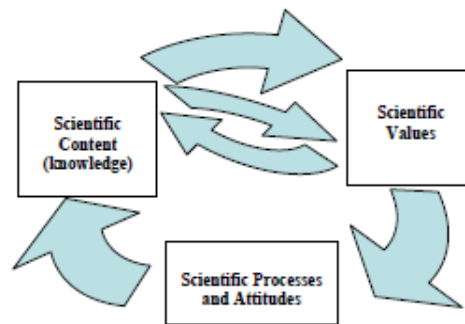 Scientific
Content
(knowledge)
Scientific
Values
Scientific Processes
and Attitudes